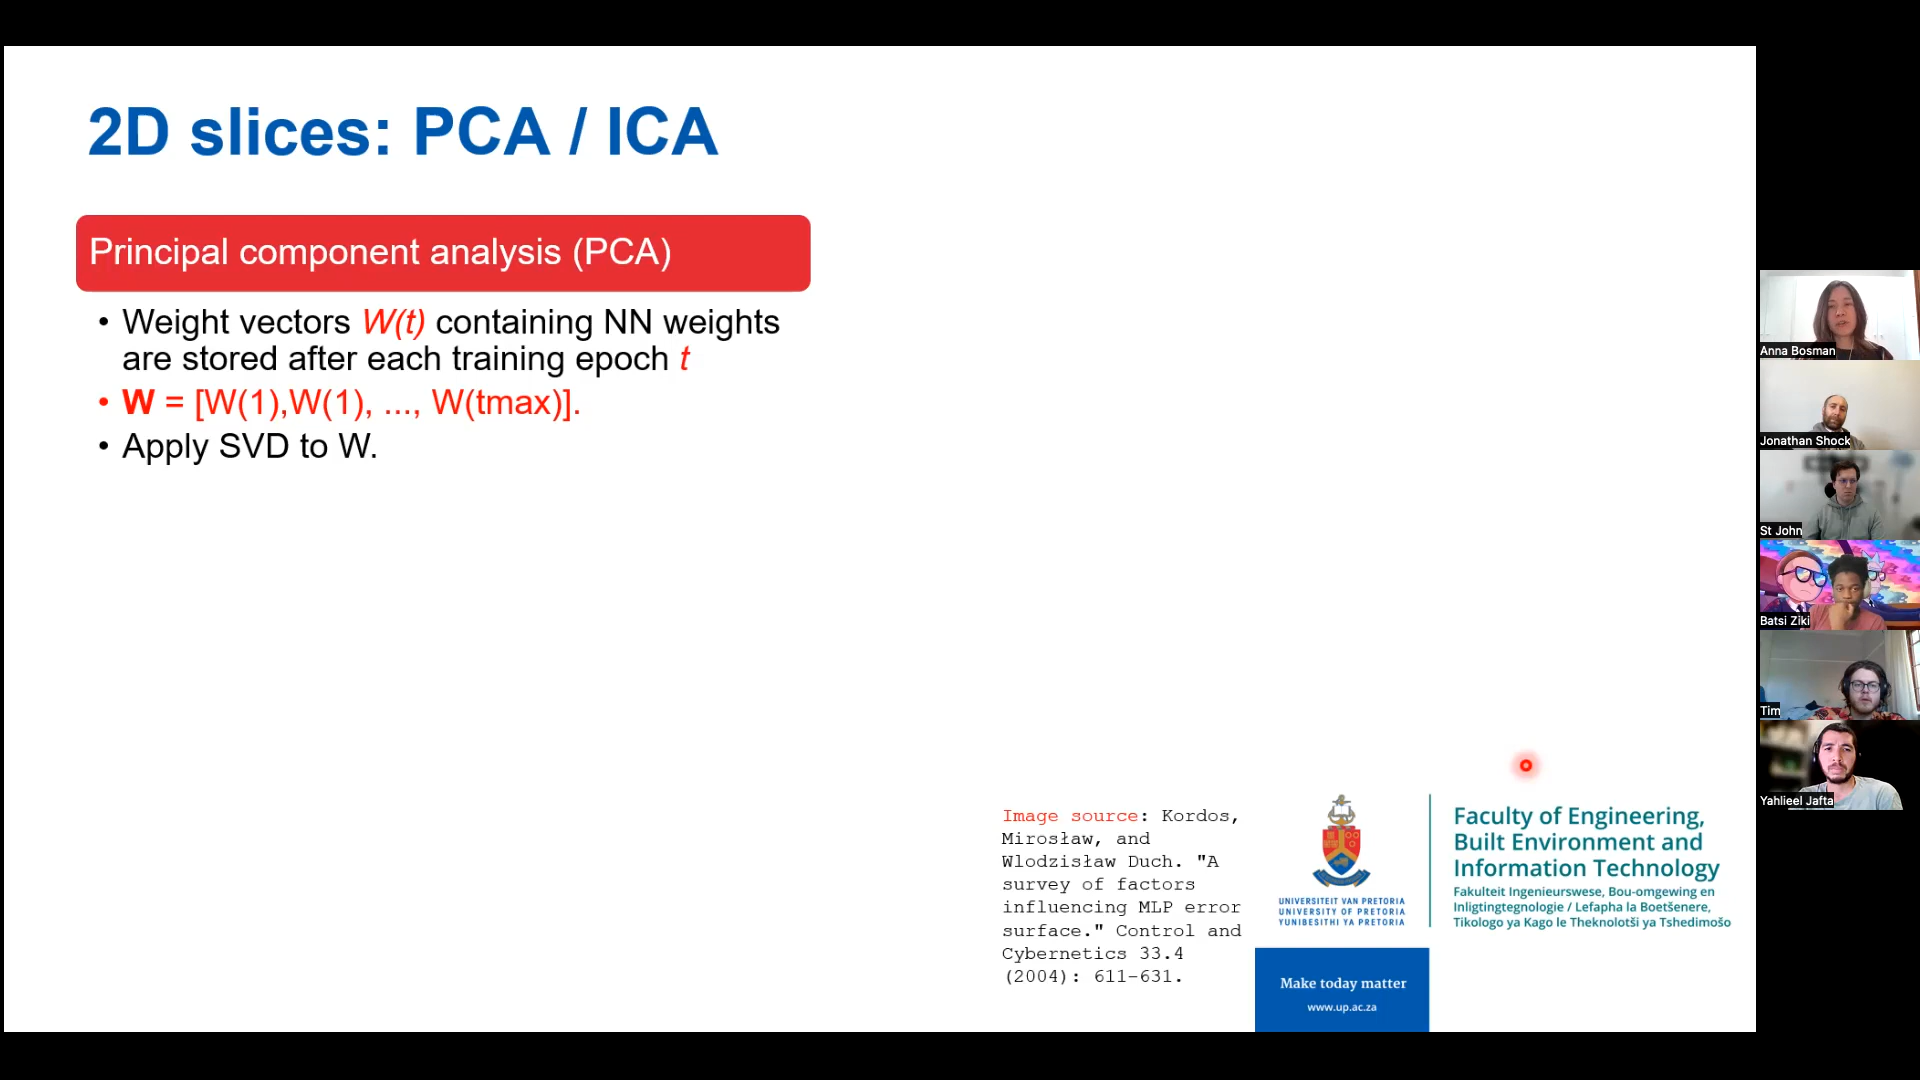 2D slices: PCA / ICA
Principal component analysis (PCA)
• Weight vectors W(t) containing NN weights
are stored after each training epoch t
• W = [W(1),W(1), ..., W(tmax)].
• Apply SVD to W.
Image source: Kordos,
Mirosław, and
Wlodzisław Duch. "A
survey of factors
influencing MLP error
surface." Control and
Cybernetics 33.4
(2004): 611-631.
UNIVERSITEIT VAN PRETORIA
UNIVERSITY OF PRETORIA
YUNIBESITHI YA PRETORIA
Faculty of Engineering,
Built Environment and
Information Technology
Fakulteit Ingenieurswese, Bou-omgewing en
Inligtingtegnologie / Lefapha la Boetšenere,
Tikologo ya Kago le Theknolotši ya Tshedimošo
Make today matter
www.up.ac.za
Anna Bosman
Jonathan Shock
St John
Batsi Ziki
Tim
Yahlieel Jafta